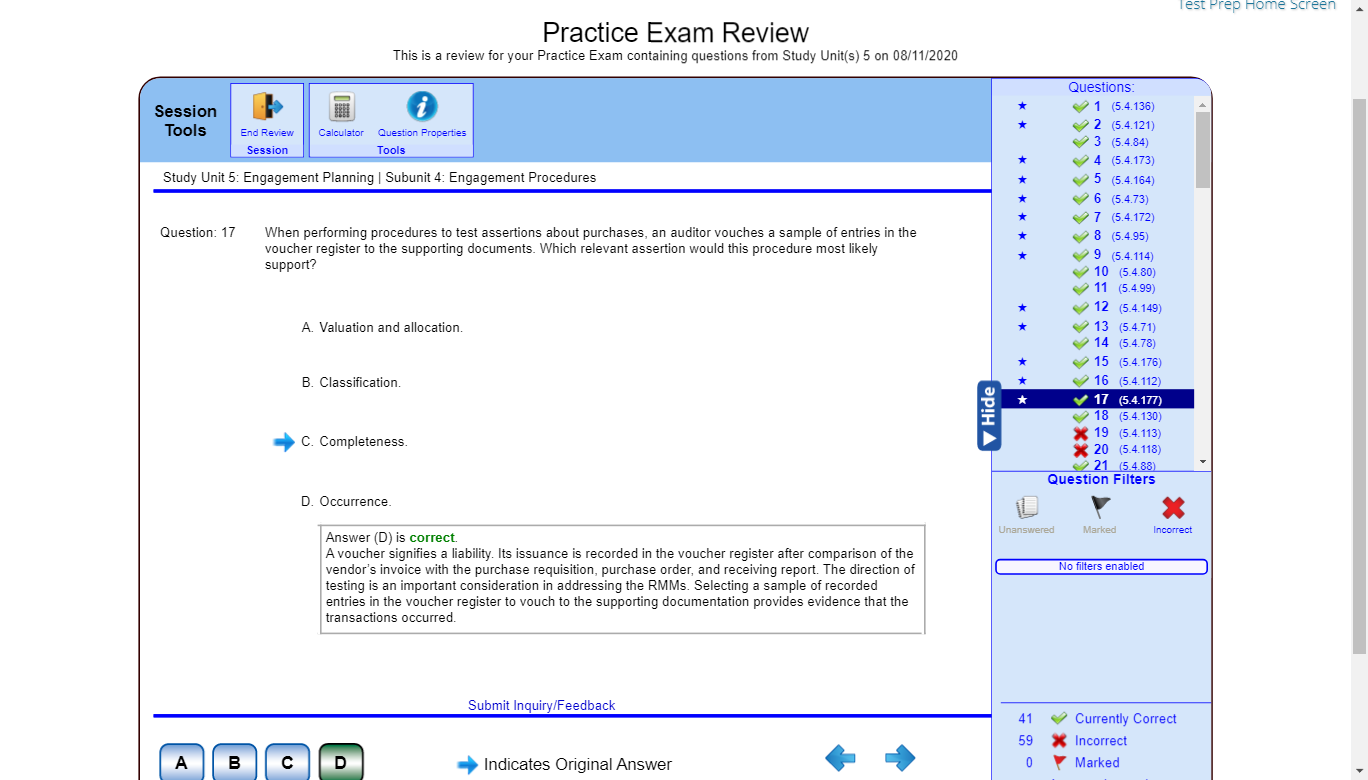 Test Prep Home Screen
Practice Exam Review
This is a review for your Practice Exam containing questions from Study Unit(s) 5 on 08/11/2020
Session
Tools
End Review
Session
Calculator
Question Properties
Tools
Study Unit 5: Engagement Planning | Subunit 4: Engagement Procedures
Question: 17
When performing procedures to test assertions about purchases, an auditor vouches a sample of entries in the
voucher register to the supporting documents. Which relevant assertion would this procedure most likely
support?
A. Valuation and allocation.
B. Classification.
C. Completeness.
D. Occurrence.
Answer (D) is correct.
A voucher signifies a liability. Its issuance is recorded in the voucher register after comparison of the
vendor's invoice with the purchase requisition, purchase order, and receiving report. The direction of
testing is an important consideration in addressing the RMMs. Selecting a sample of recorded
entries in the voucher register to vouch to the supporting documentation provides evidence that the
transactions occurred.
Submit Inquiry/Feedback
A B C D
Indicates Original Answer
Questions:
1 (5.4.136)
2 (5.4.121)
3 (5.4.84)
4 (5.4.173)
5 (5.4.164)
6 (5.4.73)
7 (5.4.172)
8 (5.4.95)
9 (5.4.114)
10 (5.4.80)
11 (5.4.99)
12 (5.4.149)
13 (5.4.71)
14 (5.4.78)
15 (5.4.176)
16 (5.4.112)
17 (5.4.177)
18 (5.4.130)
19 (5.4.113)
20 (5.4.118)
21 (5.4.88)
Hide
Question Filters
Unanswered
Marked
Incorrect
No filters enabled
41 Currently Correct
59 Incorrect
0 Marked